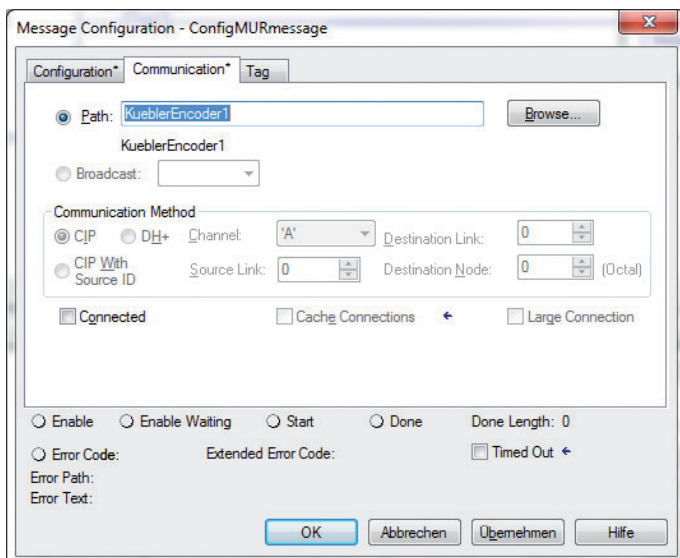 Message Configuration - ConfigMURmessage
Configuration* Communication* Tag
Path: KueblerEncoder1 Browse...
KueblerEncoder1
Broadcast:
Communication Method
CIP DH+ Channel: 'A' Destination Link: 0
CIP With Source ID Source Link: 0 Destination Node: 0 (Octal)
Connected Cache Connections ← Large Connection
Enable Enable Waiting Start Done Done Length: 0
Error Code: Extended Error Code: Timed Out ←
Error Path:
Error Text:
OK Abbrechen Übernehmen Hilfe